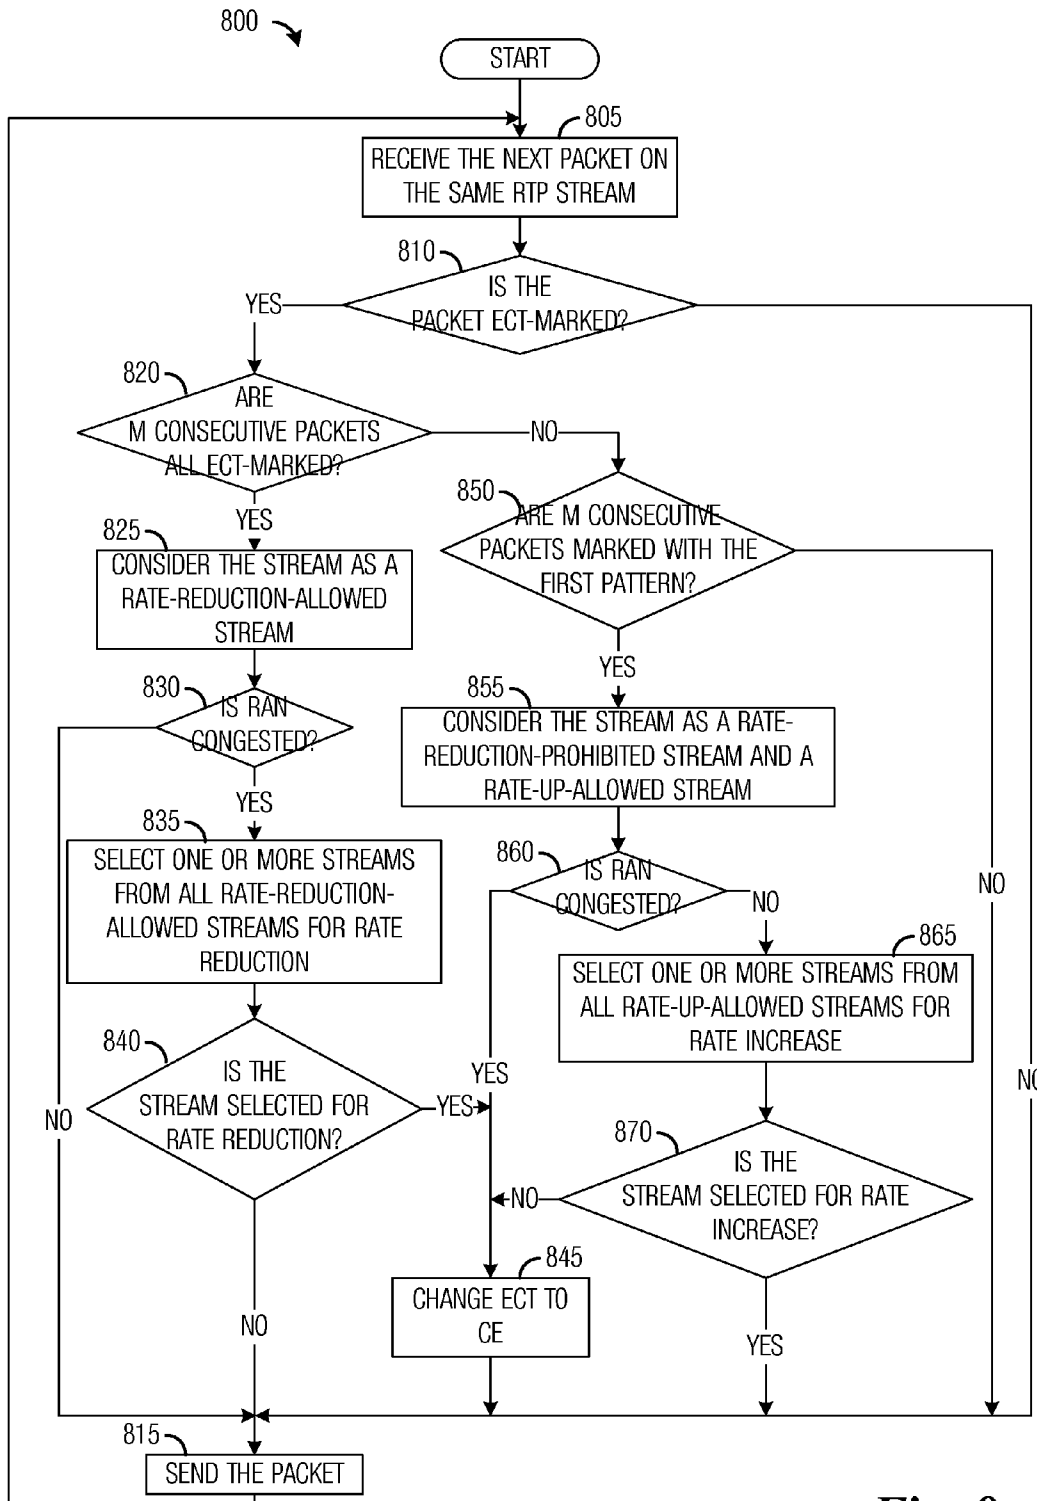 800
START
805
RECEIVE THE NEXT PACKET ON
THE SAME RTP STREAM
810
IS THE
PACKET ECT-MARKED?
YES
820
ARE
M CONSECUTIVE PACKETS
ALL ECT-MARKED?
NO
850
ARE M CONSECUTIVE
PACKETS MARKED WITH THE
FIRST PATTERN?
YES
825
CONSIDER THE STREAM AS A
RATE-REDUCTION-ALLOWED
STREAM
YES
830
IS RAN
CONGESTED?
855
CONSIDER THE STREAM AS A RATE-
REDUCTION-PROHIBITED STREAM AND A
RATE-UP-ALLOWED STREAM
YES
835
SELECT ONE OR MORE STREAMS
FROM ALL RATE-REDUCTION-
ALLOWED STREAMS FOR RATE
REDUCTION
860
IS RAN
CONGESTED?
NO
NO
865
SELECT ONE OR MORE STREAMS FROM
ALL RATE-UP-ALLOWED STREAMS FOR
RATE INCREASE
840
IS THE
STREAM SELECTED FOR
RATE REDUCTION?
YES
YES
NO
NO
870
IS THE
STREAM SELECTED FOR RATE
INCREASE?
NO
845
CHANGE ECT TO
CE
NO
YES
815
SEND THE PACKET